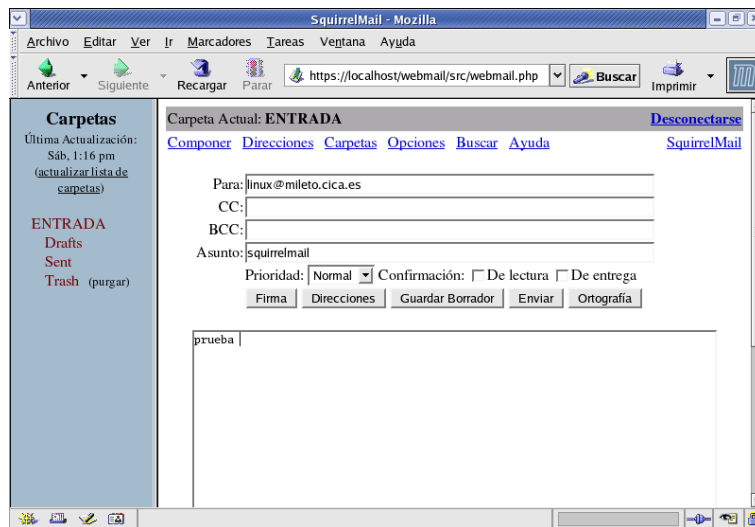 SquirrelMail - Mozilla
Archivo Editar Ver Ir Marcadores Tareas Ventana Ayuda
Anterior Siguiente Recargar Parar https://localhost/webmail/src/webmail.php Buscar Imprimir
Carpetas
Última Actualización:
Sáb, 1:16 pm
(actualizar lista de
carpetas)
ENTRADA
Drafts
Sent
Trash (purgar)
Carpeta Actual: ENTRADA Desconectarse
Componer Direcciones Carpetas Opciones Buscar Ayuda SquirrelMail
Para: linux@mileto.cica.es
CC:
BCC:
Asunto: squirrelmail
Prioridad: Normal Confirmación: De lectura De entrega
Firma Direcciones Guardar Borrador Enviar Ortografía
prueba